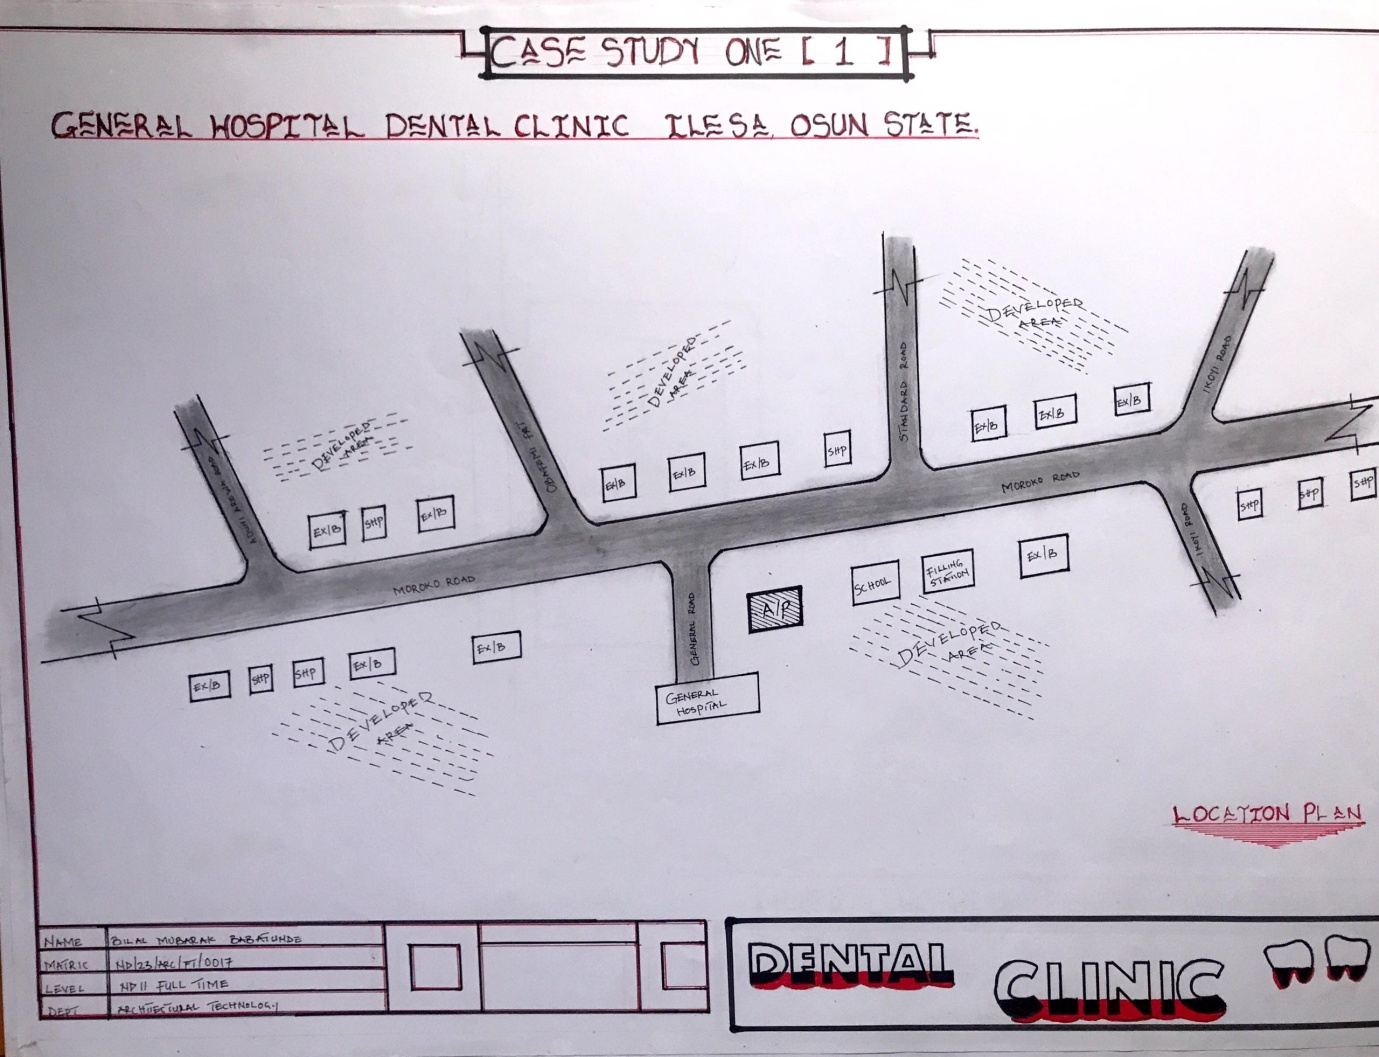 CASE STUDY ONE [ 1 ]
GENERAL HOSPITAL DENTAL CLINIC ILESA, OSUN STATE.
DEVELOPED
AREA
DEVELOPED
AREA
DEVELOPED
AREA
STANDARD ROAD
IKOYI ROAD
EX/B
SHP
EX/B
EX/B
EX/B
EX/B
SHP
EX/B
EX/B
EX/B
ROAD
MOROKO ROAD
MOROKO ROAD
IKOYI ROAD
SHP
SHP
SHP
GENERAL ROAD
A/P
SCHOOL
FILLING
STATION
EX/B
EX/B
SHP
SHP
EX/B
EX/B
GENERAL
HOSPITAL
DEVELOPED
AREA
DEVELOPED
AREA
LOCATION PLAN
NAME BILAL MUBARAK BABATUNDE
MATRIC ND/23/ARC/FT/0017
LEVEL ND II FULL TIME
DEPT ARCHITECTURAL TECHNOLOGY
DENTAL
CLINIC